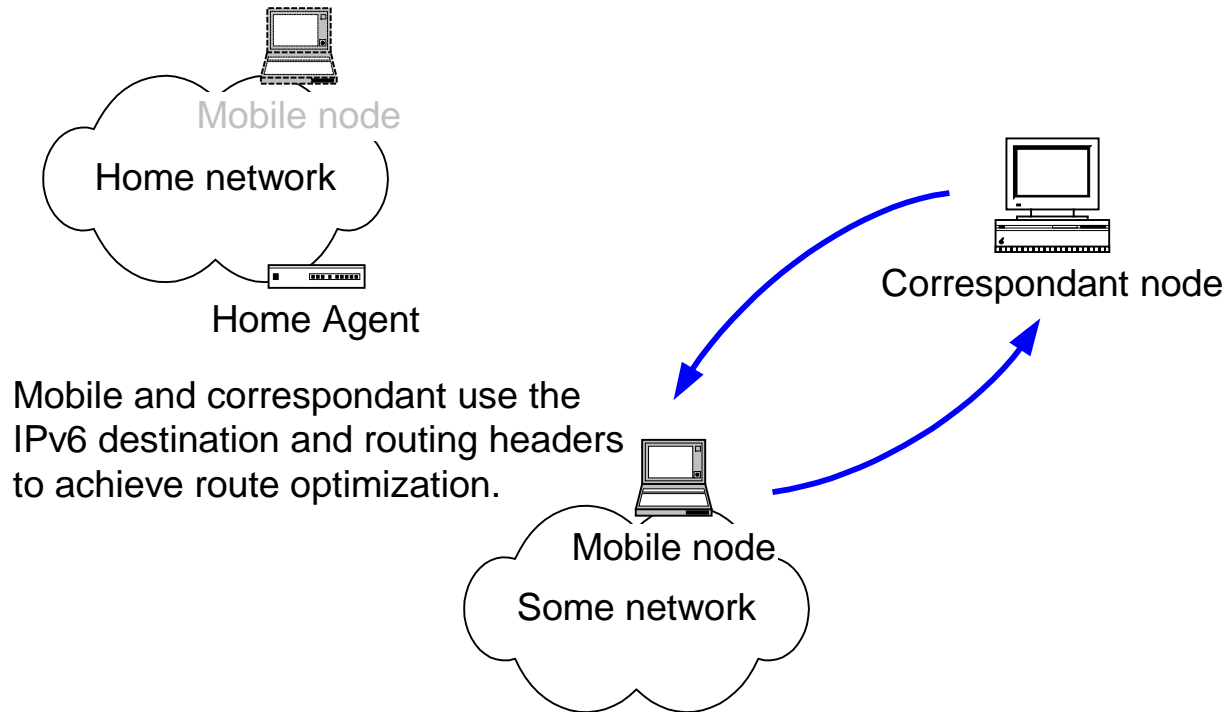 Mobile node
Home network
Home Agent
Correspondant node
Mobile and correspondant use the
IPv6 destination and routing headers
to achieve route optimization.
Mobile node
Some network